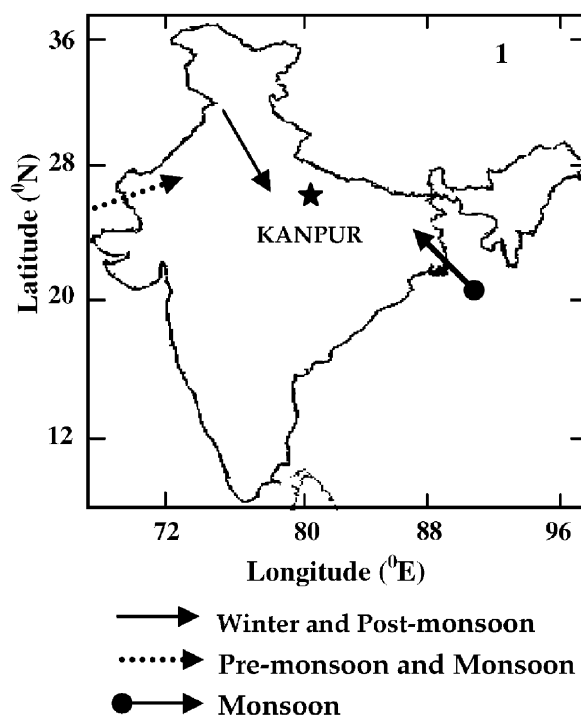 36
1
28
Latitude (⁰N)
KANPUR
20
12
72 80 88 96
Longitude (⁰E)
Winter and Post-monsoon
Pre-monsoon and Monsoon
Monsoon